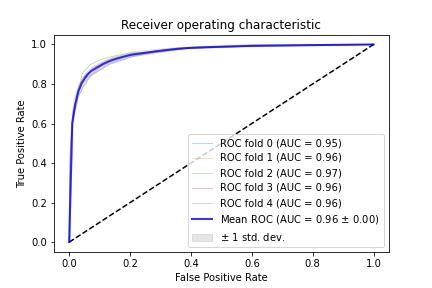 Receiver operating characteristic
True Positive Rate
1.0
0.8
0.6
0.4
0.2
0.0
ROC fold 0 (AUC = 0.95)
ROC fold 1 (AUC = 0.96)
ROC fold 2 (AUC = 0.97)
ROC fold 3 (AUC = 0.96)
ROC fold 4 (AUC = 0.96)
Mean ROC (AUC = 0.96 ± 0.00)
± 1 std. dev.
0.0 0.2 0.4 0.6 0.8 1.0
False Positive Rate